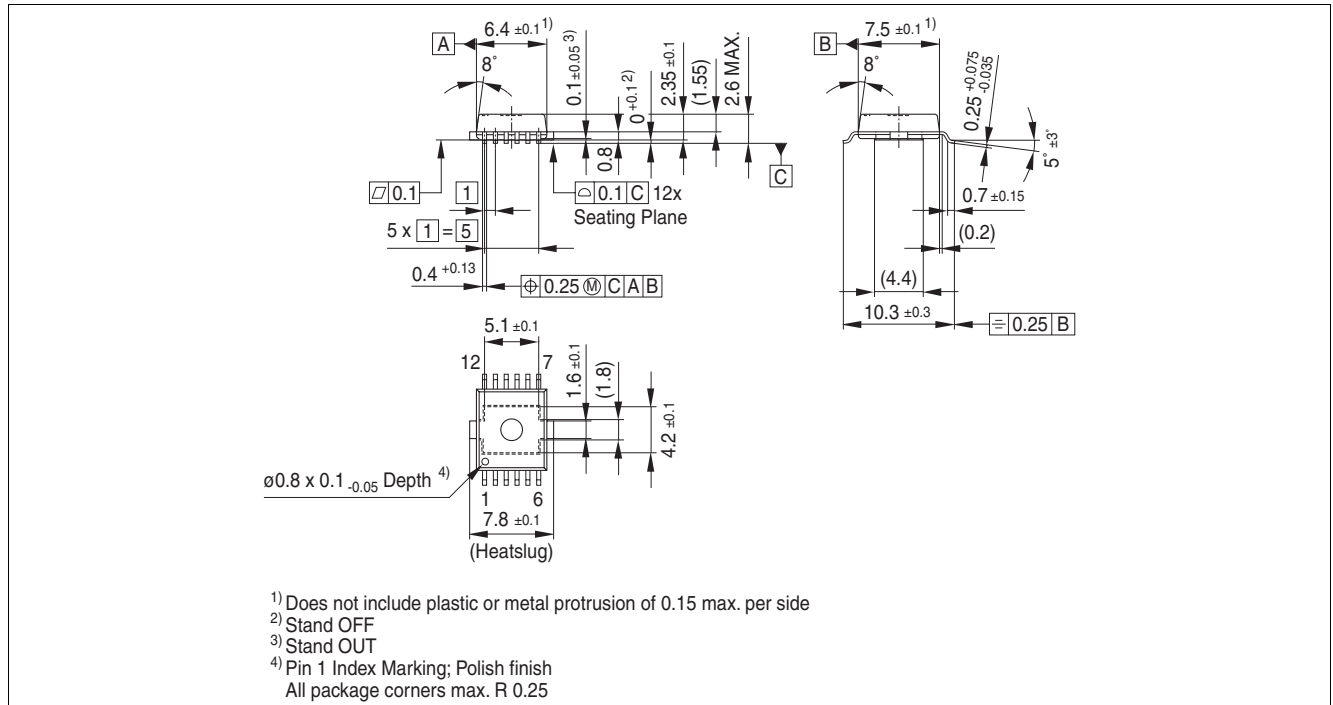 A
6.4 ±0.1 1)
8°
0.1 ±0.05 3)
0 +0.1 2)
2.35 ±0.1
(1.55)
2.6 MAX.
0.8
C
0.1
1
0.1 C 12x
Seating Plane
5 x 1 = 5
0.4 +0.13
0.25 Ⓜ C A B
B
7.5 ±0.1 1)
8°
0.25 +0.075 -0.035
5° ±3°
0.7 ±0.15
(0.2)
(4.4)
10.3 ±0.3
0.25 B
5.1 ±0.1
12
7
1.6 ±0.1
(1.8)
4.2 ±0.1
ø0.8 x 0.1 -0.05 Depth 4)
1
6
7.8 ±0.1
(Heatslug)
1) Does not include plastic or metal protrusion of 0.15 max. per side
2) Stand OFF
3) Stand OUT
4) Pin 1 Index Marking; Polish finish
All package corners max. R 0.25